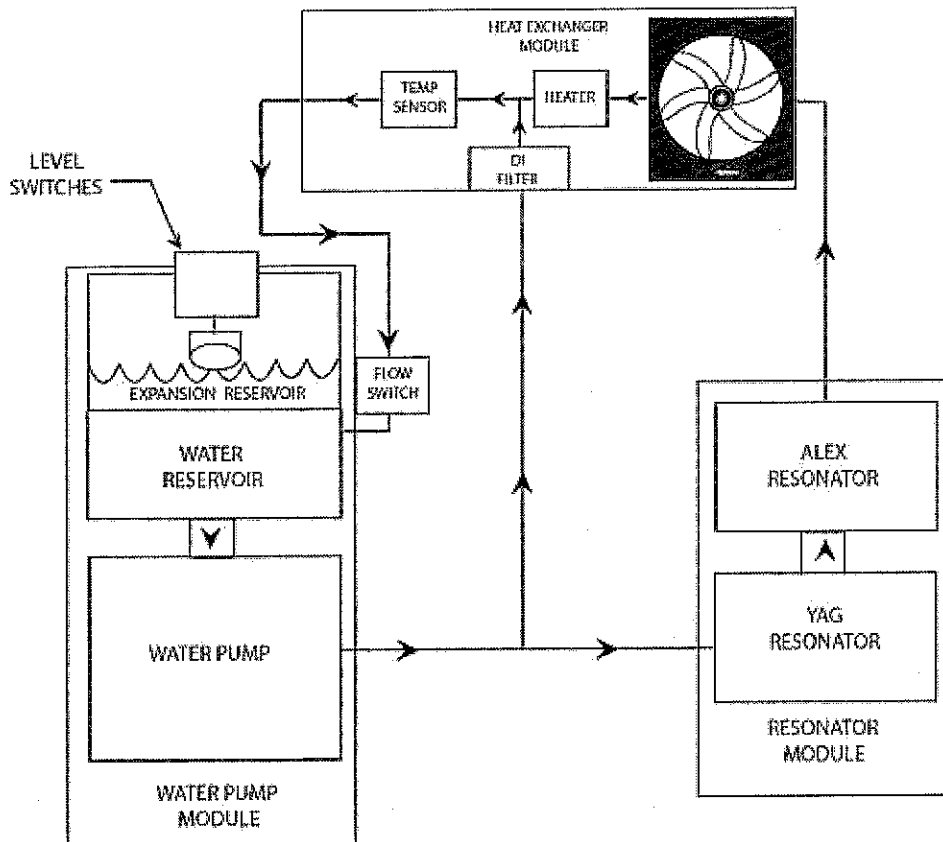 HEAT EXCHANGER
MODULE
TEMP
SENSOR
HEATER
DI
FILTER
LEVEL
SWITCHES
FLOW
SWITCH
EXPANSION RESERVOIR
WATER
RESERVOIR
WATER PUMP
WATER PUMP
MODULE
ALEX
RESONATOR
YAG
RESONATOR
RESONATOR
MODULE